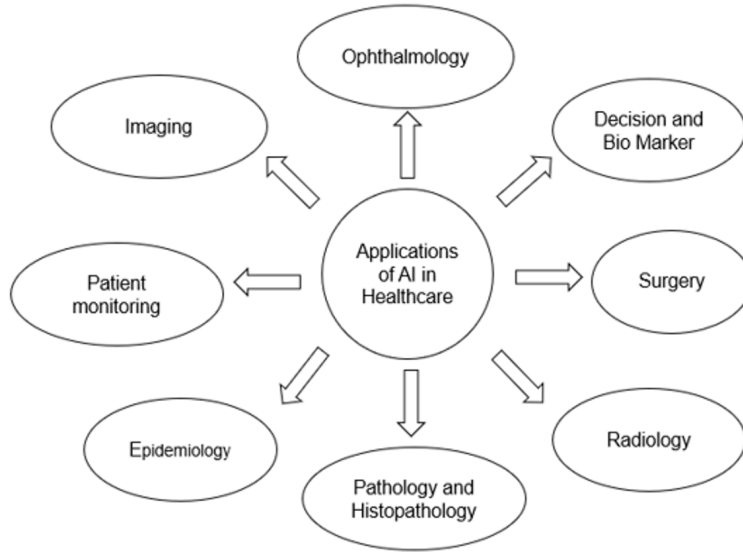 Ophthalmology
Imaging
Decision and
Bio Marker
Applications
of AI in
Healthcare
Patient
monitoring
Surgery
Epidemiology
Radiology
Pathology and
Histopathology